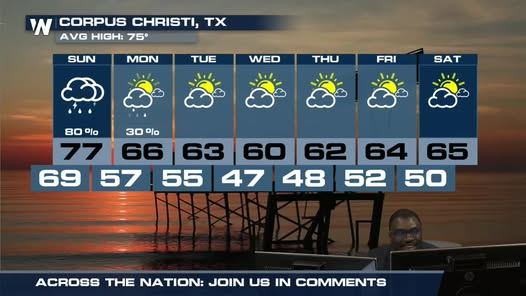 W
CORPUS CHRISTI, TX
AVG HIGH: 75°
SUN MON TUE WED THU FRI SAT
80% 30%
77 66 63 60 62 64 65
69 57 55 47 48 52 50
ACROSS THE NATION: JOIN US IN COMMENTS